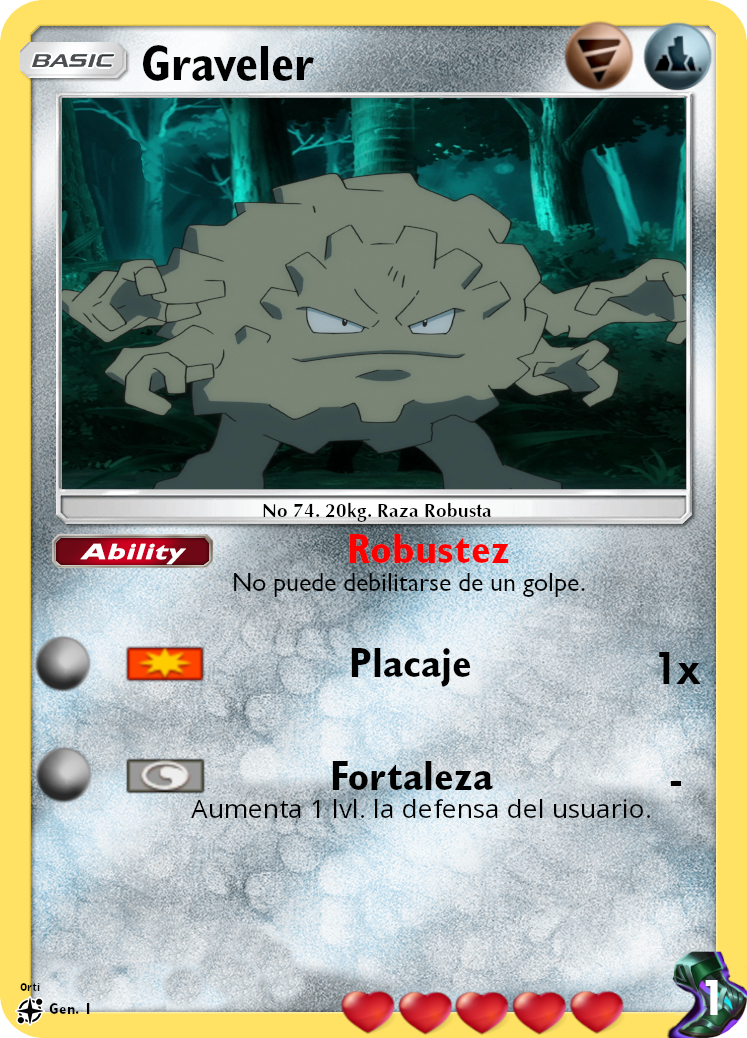 BASIC Graveler
No 74. 20kg. Raza Robusta
Ability Robustez
No puede debilitarse de un golpe.
Placaje 1x
Fortaleza -
Aumenta 1 lvl. la defensa del usuario.
Orti
Gen. I
1